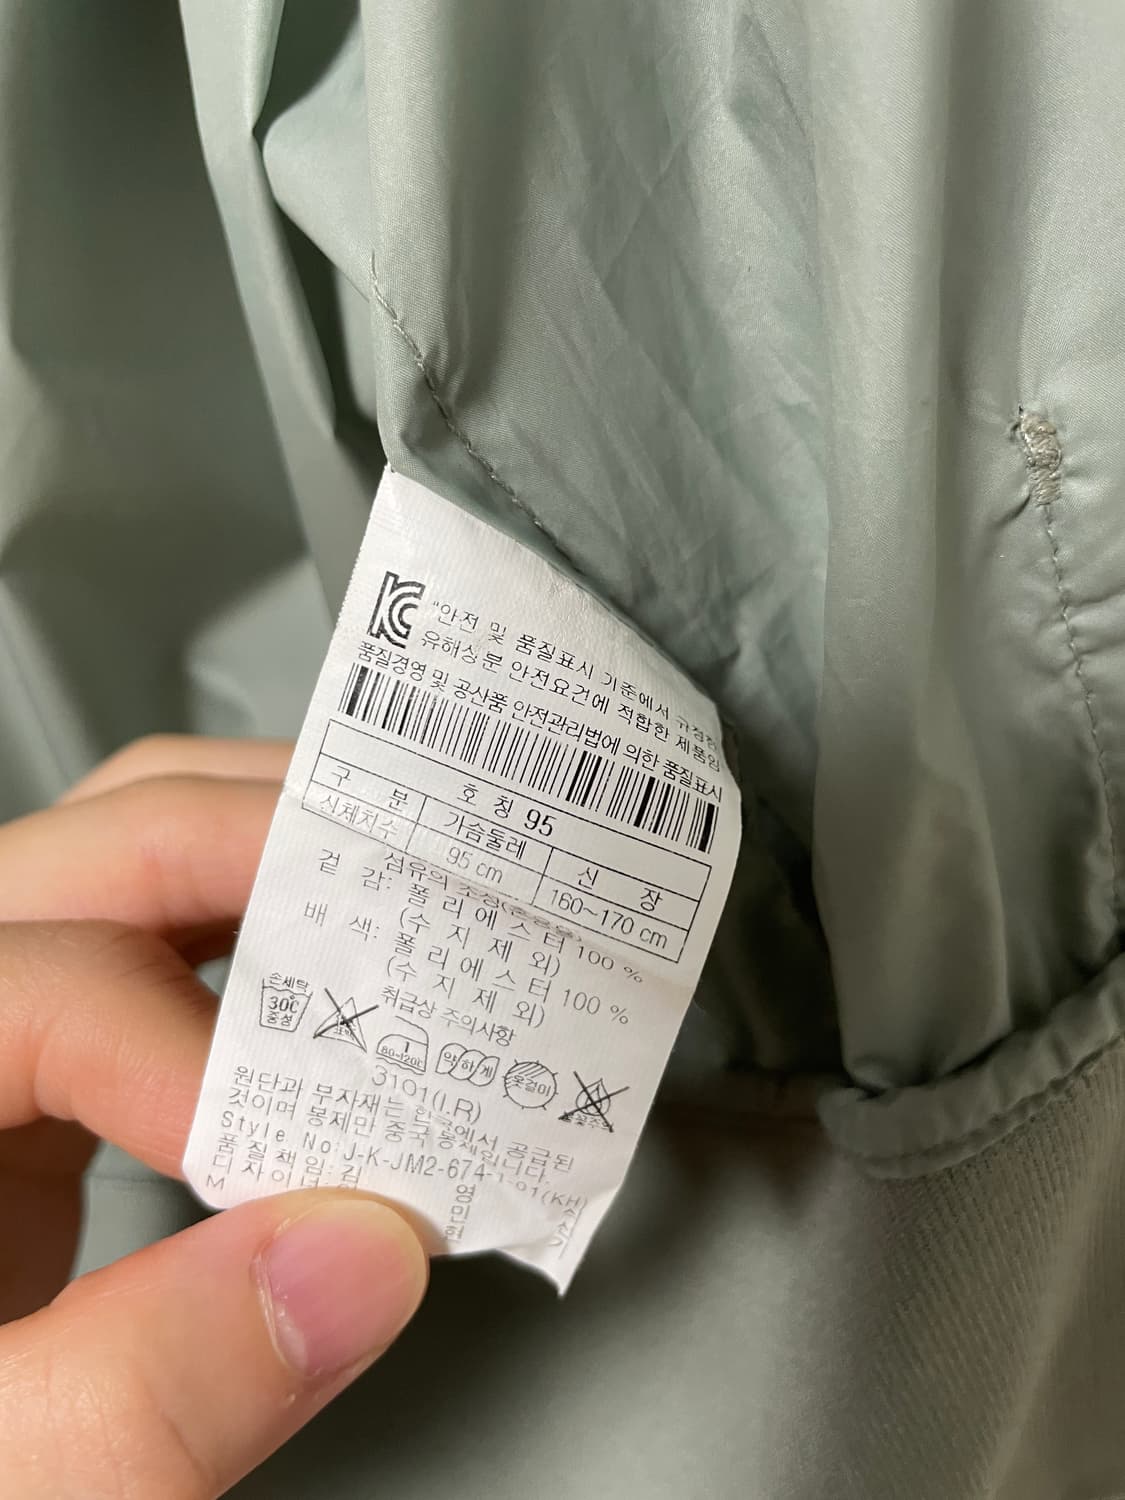 KC
"안전 및 품질표시 기준에서 규정한
유해성분 안전요건에 적합한 제품임
품질경영 및 공산품 안전관리법에 의한 품질표시
호칭 95
구 분 가슴둘레 신 장
신체치수 95 cm 160~170 cm
섬유의 조성
겉 감: 폴리에스터 100 %
(수 지 제 외)
배 색: 폴리에스터 100 %
(수 지 제 외)
취급상 주의사항
손세탁
30℃
중성
80~120℃
약하게
옷걸이
3101(I.R)
원단과 부자재는 한국에서 공급된
것이며 봉제만 중국 봉제입니다.
Style No:J-K-JM2-674-
품질책임:김
디자이
M
영
민